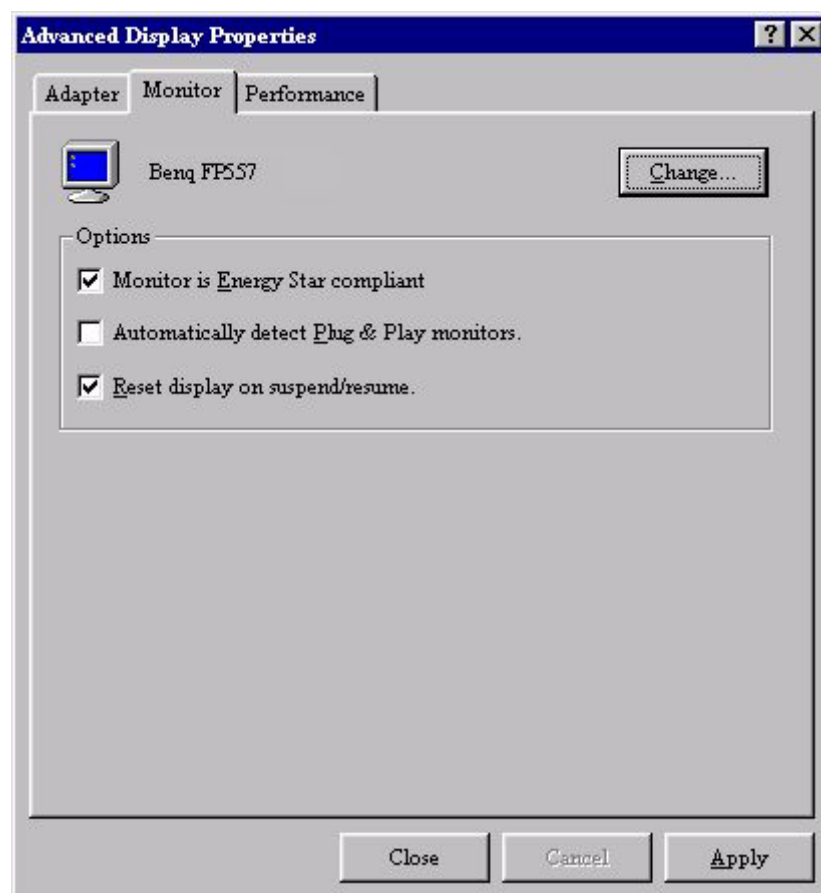 Advanced Display Properties
Adapter
Monitor
Performance
Benq FP557
Change...
Options
Monitor is Energy Star compliant
Automatically detect Plug & Play monitors.
Reset display on suspend/resume.
Close
Cancel
Apply